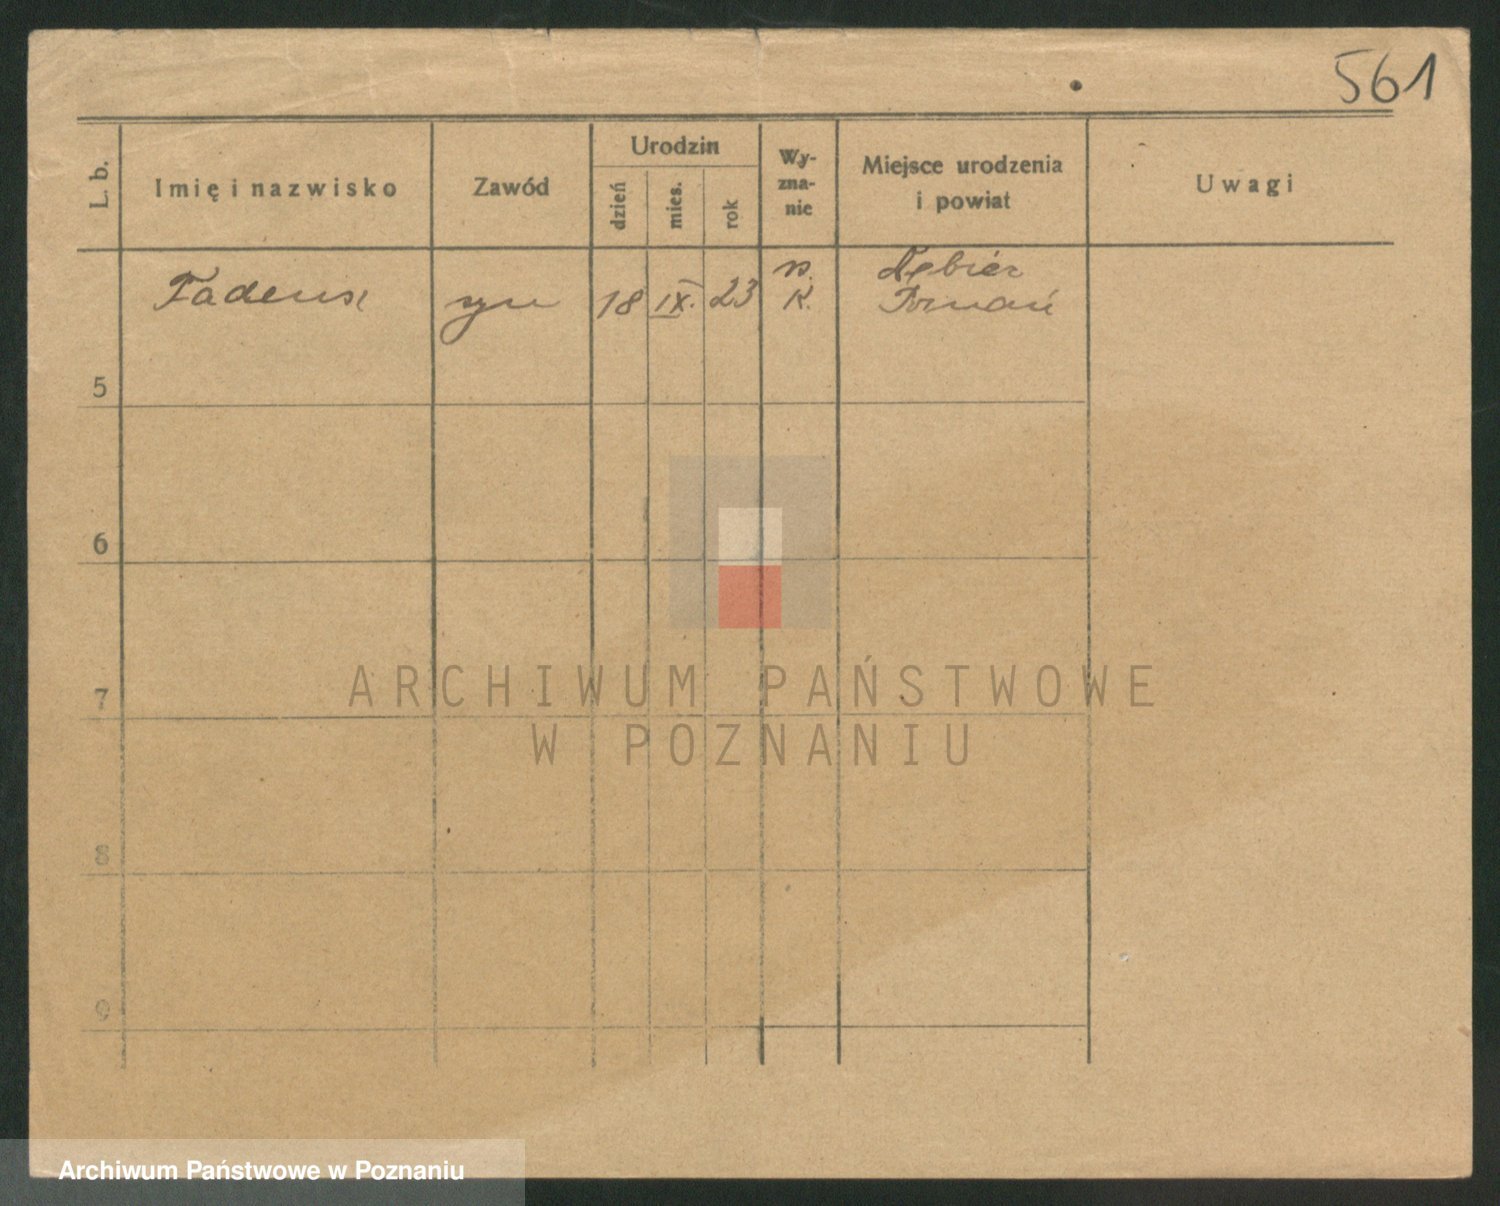 561
L. b.
Imię i nazwisko
Zawód
Urodzin
dzień
mies.
rok
Wy-
zna-
nie
Miejsce urodzenia
i powiat
Uwagi
Tadeusz
syn
18
IX.
23
K.
Poznań
5
6
7
8
9
ARCHIWUM PAŃSTWOWE
W POZNANIU
Archiwum Państwowe w Poznaniu